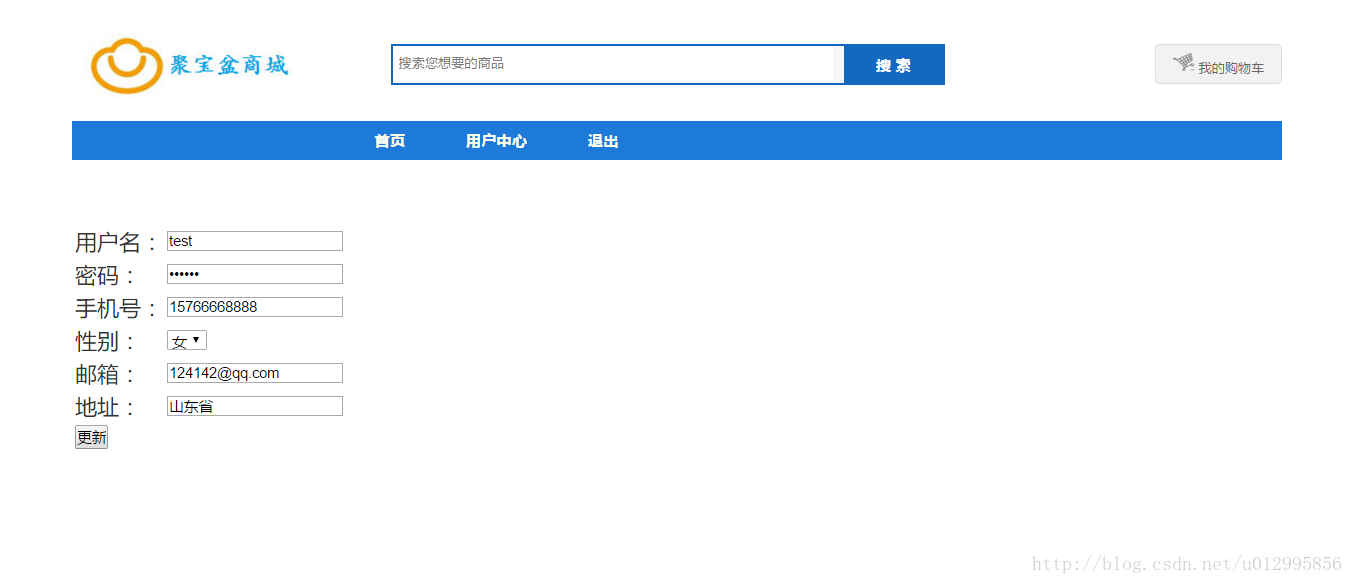 聚宝盆商城
搜索您想要的商品
搜 索
我的购物车
首页 用户中心 退出
用户名： test
密码： ••••••
手机号： 15766668888
性别： 女
邮箱： 124142@qq.com
地址： 山东省
更新
http://blog.csdn.net/u012995856